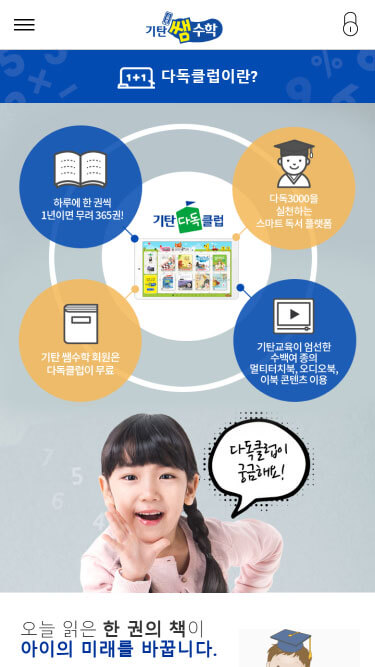 기탄쌤수학
1+1 다독클럽이란?
하루에 한 권씩
1년이면 무려 365권!
다독3000을
실천하는
스마트 독서 플랫폼
기탄 다독클럽
기탄 쌤수학 회원은
다독클럽이 무료
기탄교육이 엄선한
수백여 종의
멀티터치북, 오디오북,
이북 콘텐츠 이용
다독클럽이
궁금해요!
오늘 읽은 한 권의 책이
아이의 미래를 바꿉니다.